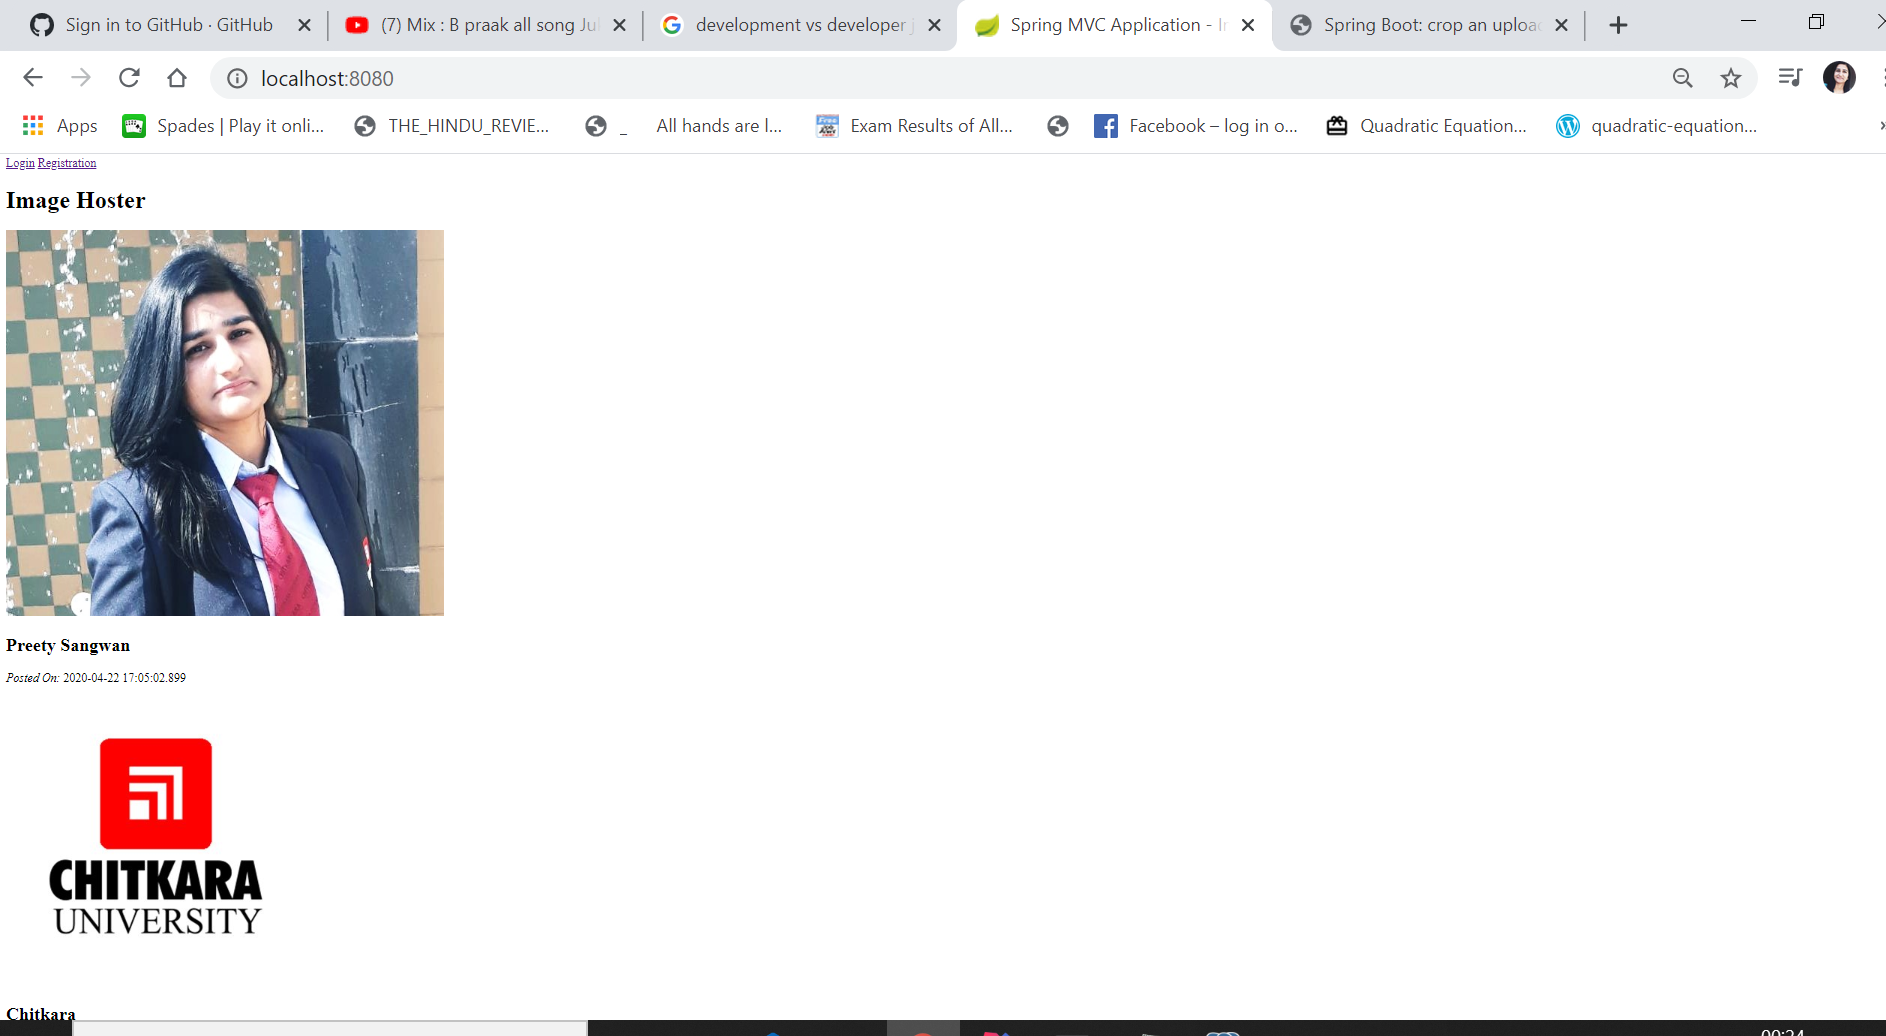 Sign in to GitHub · GitHub
(7) Mix : B praak all song Jul
development vs developer j
Spring MVC Application - In
Spring Boot: crop an uploa
localhost:8080
Apps
Spades | Play it onli...
THE_HINDU_REVIE...
_
All hands are l...
Exam Results of All...
Facebook – log in o...
Quadratic Equation...
quadratic-equation...
Login Registration
Image Hoster
Preety Sangwan
Posted On: 2020-04-22 17:05:02.899
CHITKARA
UNIVERSITY
Chitkara